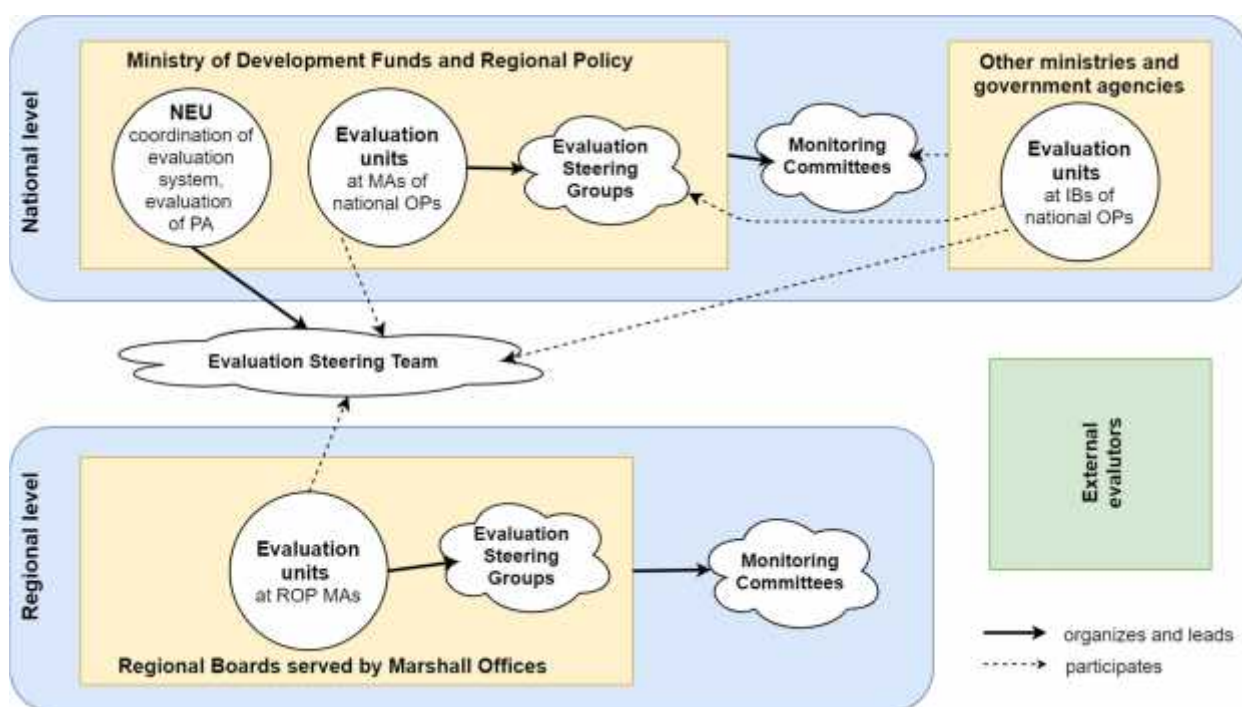 National level
Ministry of Development Funds and Regional Policy
NEU
coordination of
evaluation
system,
evaluation
of PA
Evaluation
units
at MAs of
national OPs
Evaluation
Steering
Groups
Monitoring
Committees
Other ministries and
government agencies
Evaluation
units
at IBs of
national OPs
Evaluation Steering Team
Regional level
Evaluation
units
at ROP MAs
Evaluation
Steering
Groups
Monitoring
Committees
Regional Boards served by Marshall Offices
External
evalutors
organizes and leads
participates